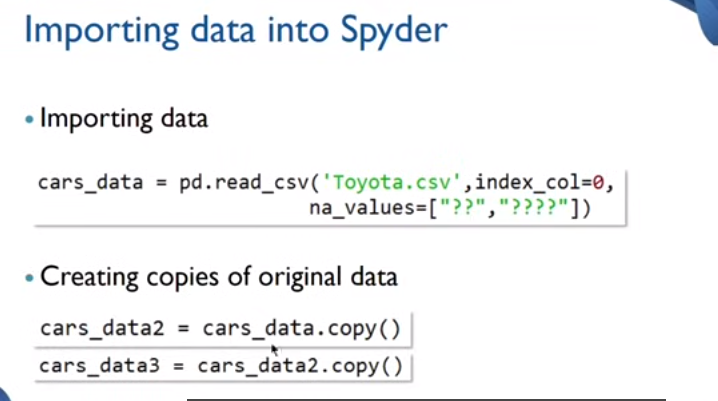 Importing data into Spyder
• Importing data
cars_data = pd.read_csv('Toyota.csv',index_col=0,
na_values=["??","????"])
• Creating copies of original data
cars_data2 = cars_data.copy()
cars_data3 = cars_data2.copy()